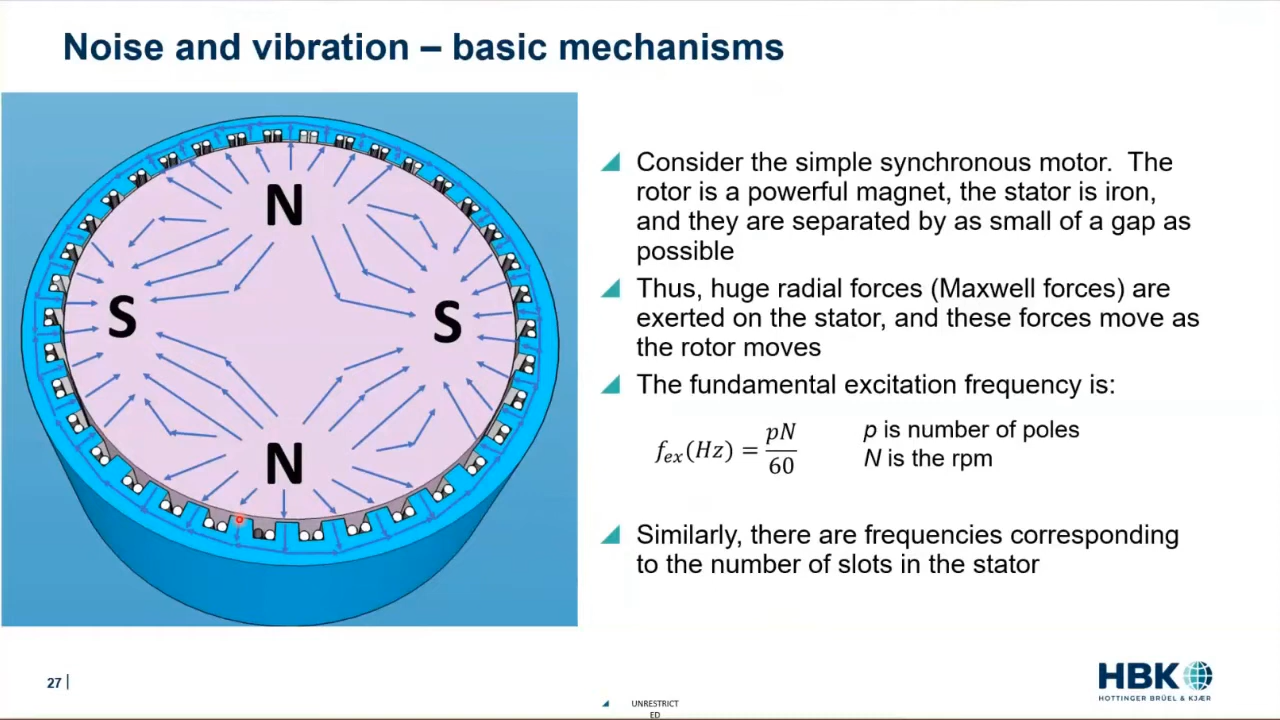 Noise and vibration – basic mechanisms
N
S
S
N
Consider the simple synchronous motor. The
rotor is a powerful magnet, the stator is iron,
and they are separated by as small of a gap as
possible
Thus, huge radial forces (Maxwell forces) are
exerted on the stator, and these forces move as
the rotor moves
The fundamental excitation frequency is:
f_ex(Hz) = pN/60
p is number of poles
N is the rpm
Similarly, there are frequencies corresponding
to the number of slots in the stator
27 |
UNRESTRICT
ED
HBK
HOTTINGER BRÜEL & KJÆR